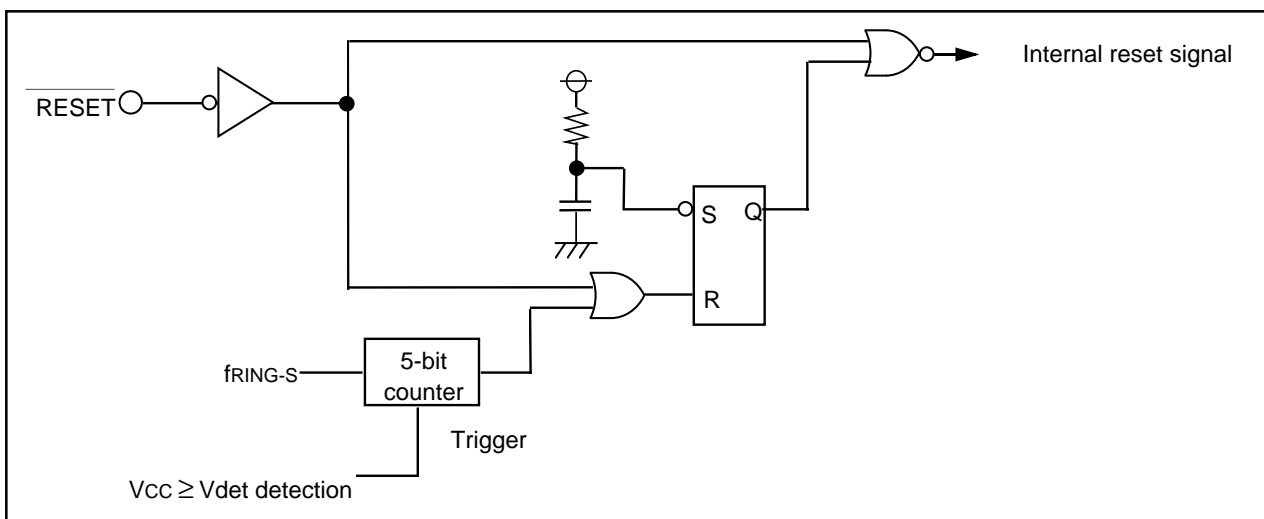 Internal reset signal
RESET
S
Q
R
5-bit
counter
fRING-S
Trigger
VCC ≥ Vdet detection